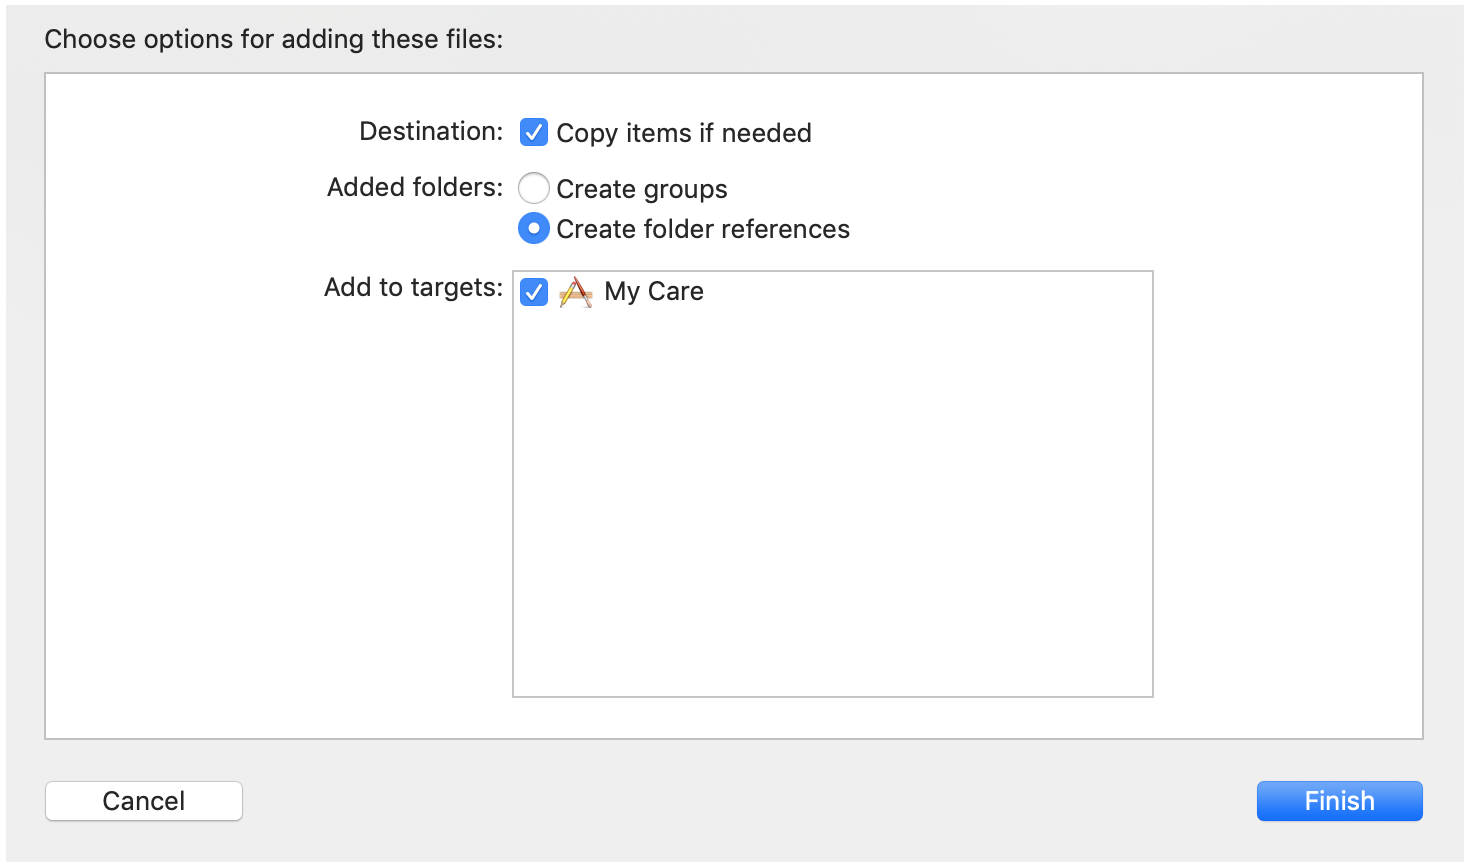 Choose options for adding these files:
Destination: Copy items if needed
Added folders: Create groups
Create folder references
Add to targets: My Care
Cancel Finish